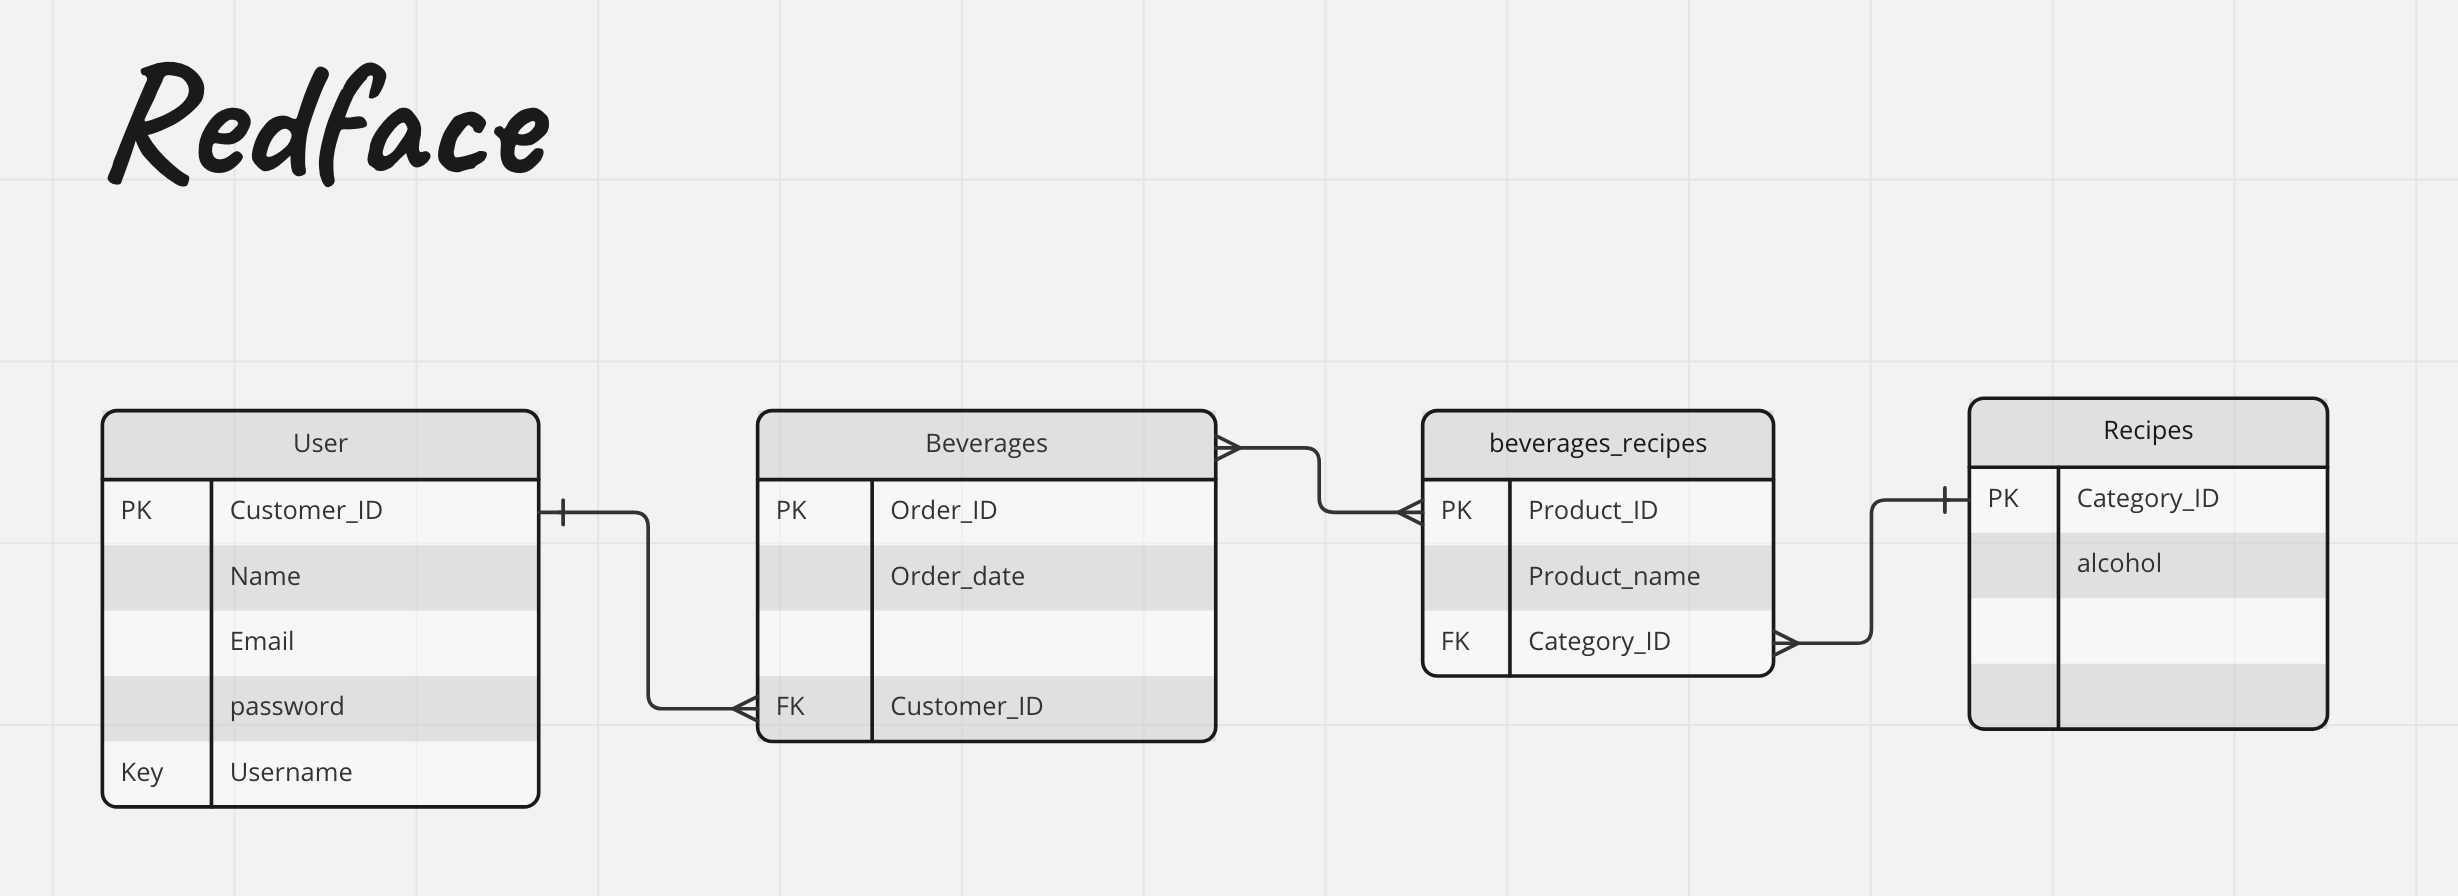 Redface
User
PK Customer_ID
Name
Email
password
Key Username
Beverages
PK Order_ID
Order_date
FK Customer_ID
beverages_recipes
PK Product_ID
Product_name
FK Category_ID
Recipes
PK Category_ID
alcohol